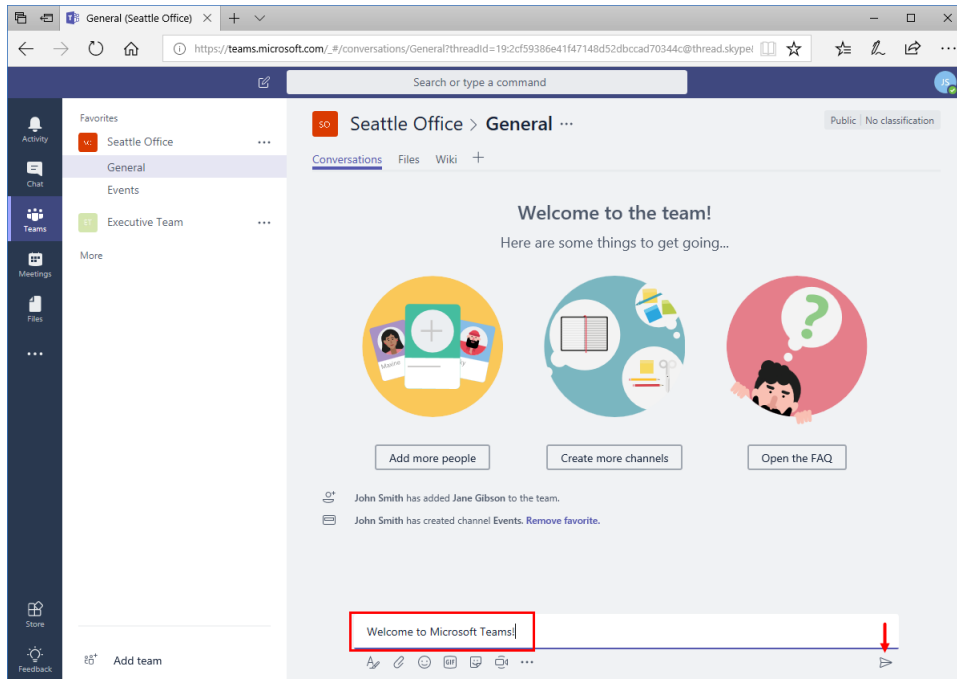 General (Seattle Office)
https://teams.microsoft.com/_#/conversations/General?threadId=19:2cf59386e41f47148d52dbccad70344c@thread.skype
Search or type a command
JS
Activity
Chat
Teams
Meetings
Files
Store
Feedback
Favorites
Seattle Office
General
Events
ET
Executive Team
More
Add team
SO
Seattle Office > General
Public
No classification
Conversations
Files
Wiki
Welcome to the team!
Here are some things to get going...
Maxine
Add more people
Create more channels
Open the FAQ
John Smith has added Jane Gibson to the team.
John Smith has created channel Events. Remove favorite.
Welcome to Microsoft Teams!
GIF